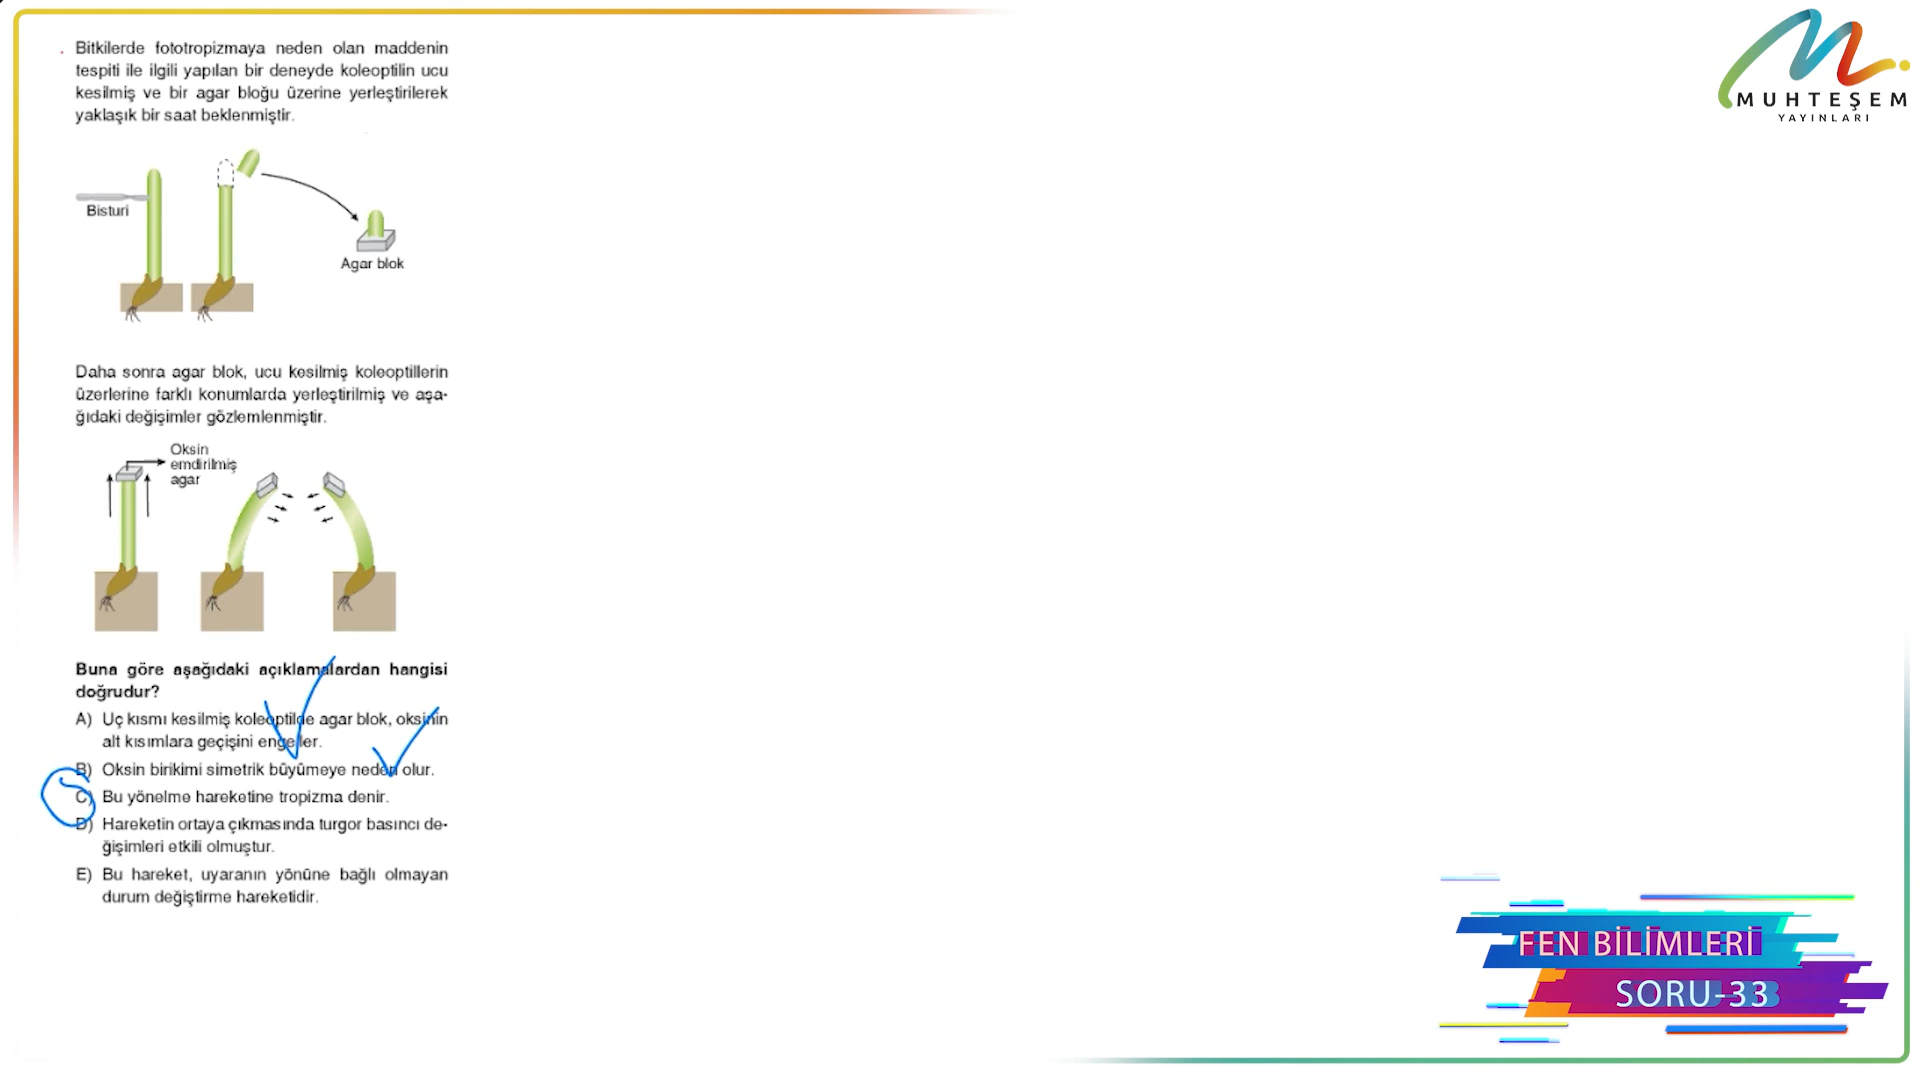 MUHTEŞEM
YAYINLARI
Bitkilerde fototropizmaya neden olan maddenin
tespiti ile ilgili yapılan bir deneyde koleoptilin ucu
kesilmiş ve bir agar bloğu üzerine yerleştirilerek
yaklaşık bir saat beklenmiştir.
Bisturi
Agar blok
Daha sonra agar blok, ucu kesilmiş koleoptillerin
üzerlerine farklı konumlarda yerleştirilmiş ve aşa-
ğıdaki değişimler gözlemlenmiştir.
Oksin
emdirilmiş
agar
Buna göre aşağıdaki açıklamalardan hangisi
doğrudur?
A) Uç kısmı kesilmiş koleoptilde agar blok, oksinin
alt kısımlara geçişini engeller.
B) Oksin birikimi simetrik büyümeye neden olur.
C) Bu yönelme hareketine tropizma denir.
D) Hareketin ortaya çıkmasında turgor basıncı de-
ğişimleri etkili olmuştur.
E) Bu hareket, uyaranın yönüne bağlı olmayan
durum değiştirme hareketidir.
FEN BİLİMLERİ
SORU-33